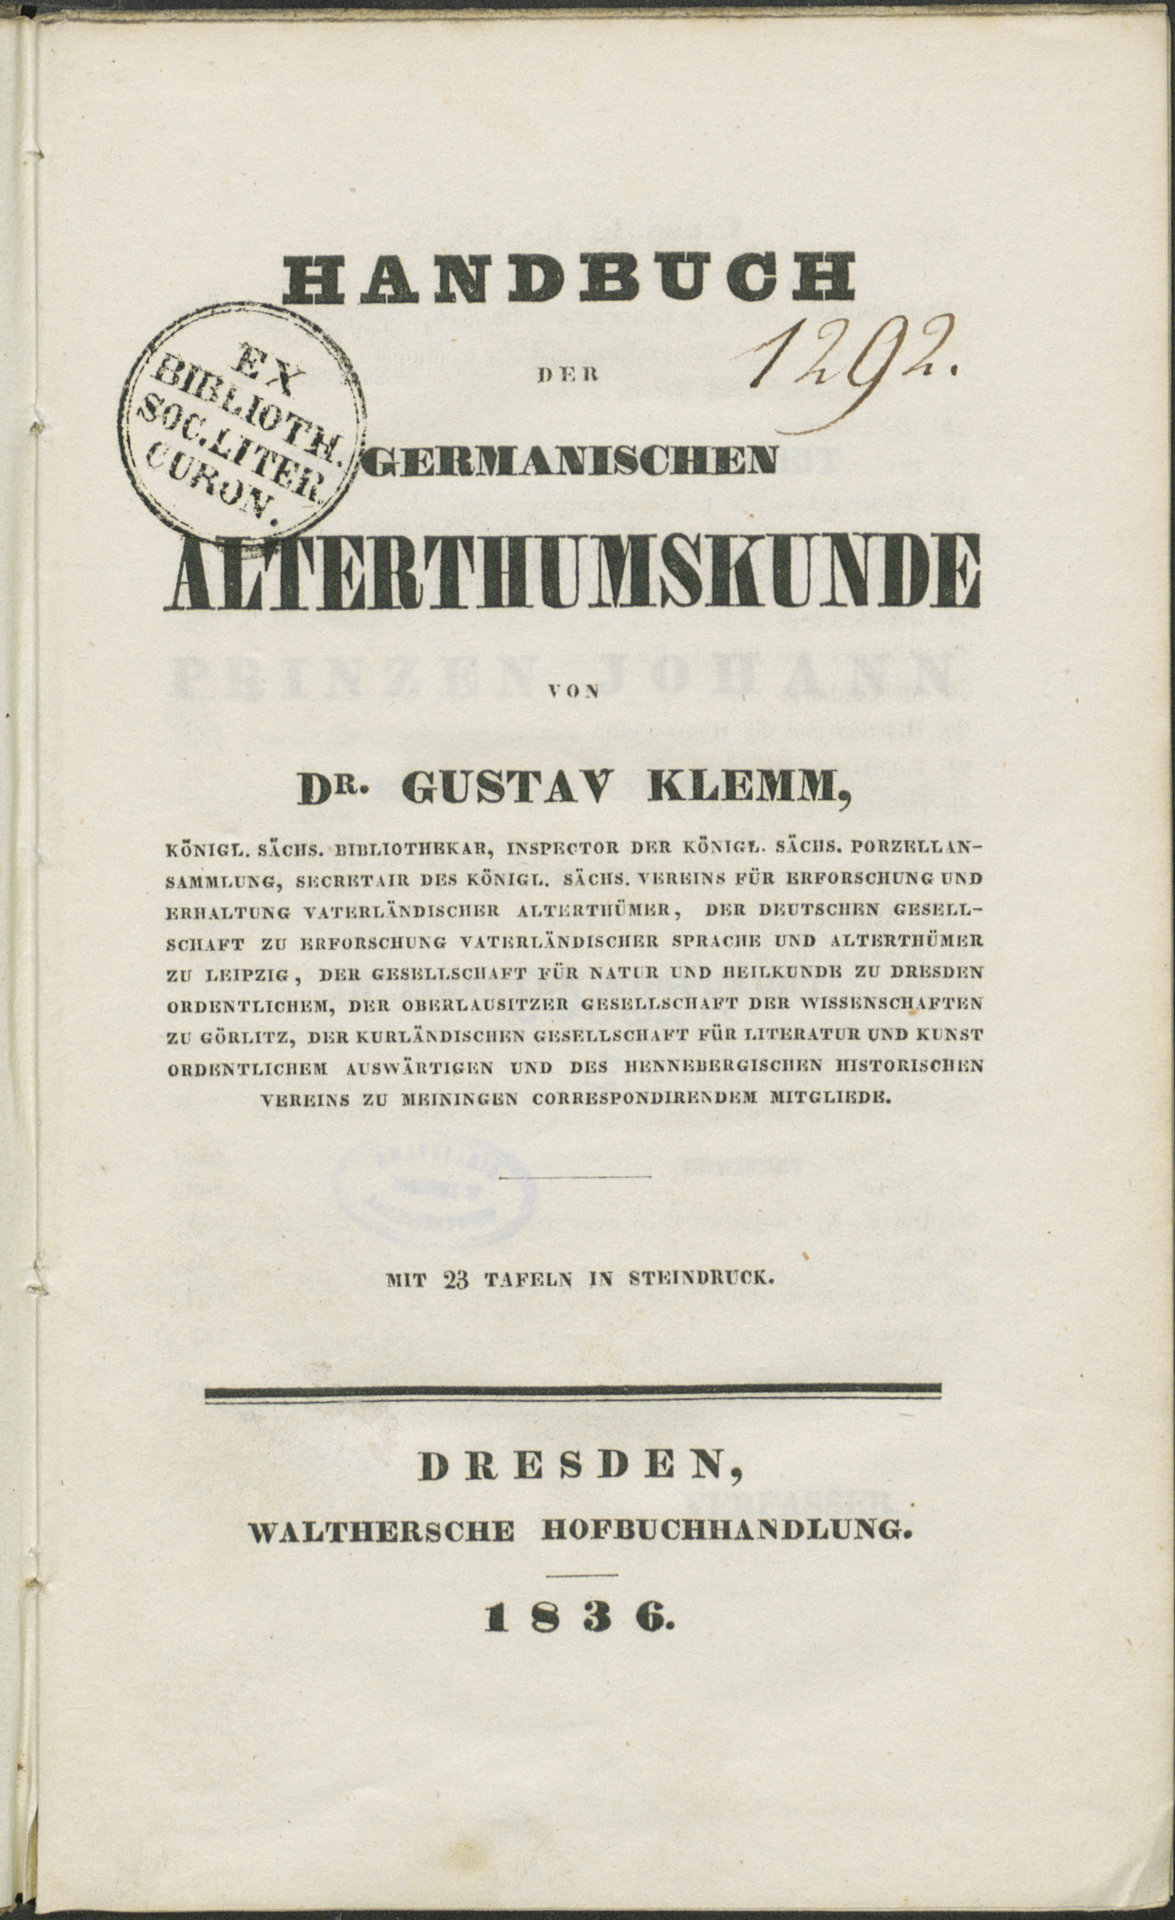 HANDBUCH
EX
BIBLIOTH.
SOC. LITER.
CURON.
1292.
DER
GERMANISCHEN
ALTERTHUMSKUNDE
PRINZEN JOHANN
VON
DR. GUSTAV KLEMM,
KÖNIGL. SÄCHS. BIBLIOTHEKAR, INSPECTOR DER KÖNIGL. SÄCHS. PORZELLAN-
SAMMLUNG, SECRETAIR DES KÖNIGL. SÄCHS. VEREINS FÜR ERFORSCHUNG UND
ERHALTUNG VATERLÄNDISCHER ALTERTHÜMER, DER DEUTSCHEN GESELL-
SCHAFT ZU ERFORSCHUNG VATERLÄNDISCHER SPRACHE UND ALTERTHÜMER
ZU LEIPZIG, DER GESELLSCHAFT FÜR NATUR UND HEILKUNDE ZU DRESDEN
ORDENTLICHEM, DER OBERLAUSITZER GESELLSCHAFT DER WISSENSCHAFTEN
ZU GÖRLITZ, DER KURLÄNDISCHEN GESELLSCHAFT FÜR LITERATUR UND KUNST
ORDENTLICHEM AUSWÄRTIGEN UND DES HENNEBERGISCHEN HISTORISCHEN
VEREINS ZU MEININGEN CORRESPONDIRENDEM MITGLIEDE.
MIT 23 TAFELN IN STEINDRUCK.
DRESDEN,
WALTHERSCHE HOFBUCHHANDLUNG.
1836.